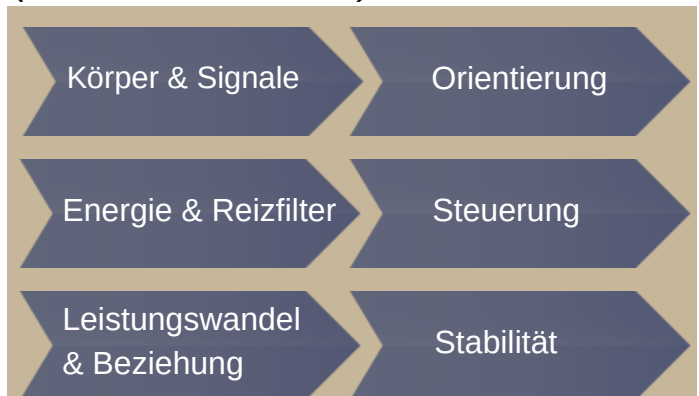 Körper & Signale
Orientierung
Energie & Reizfilter
Steuerung
Leistungswandel
& Beziehung
Stabilität